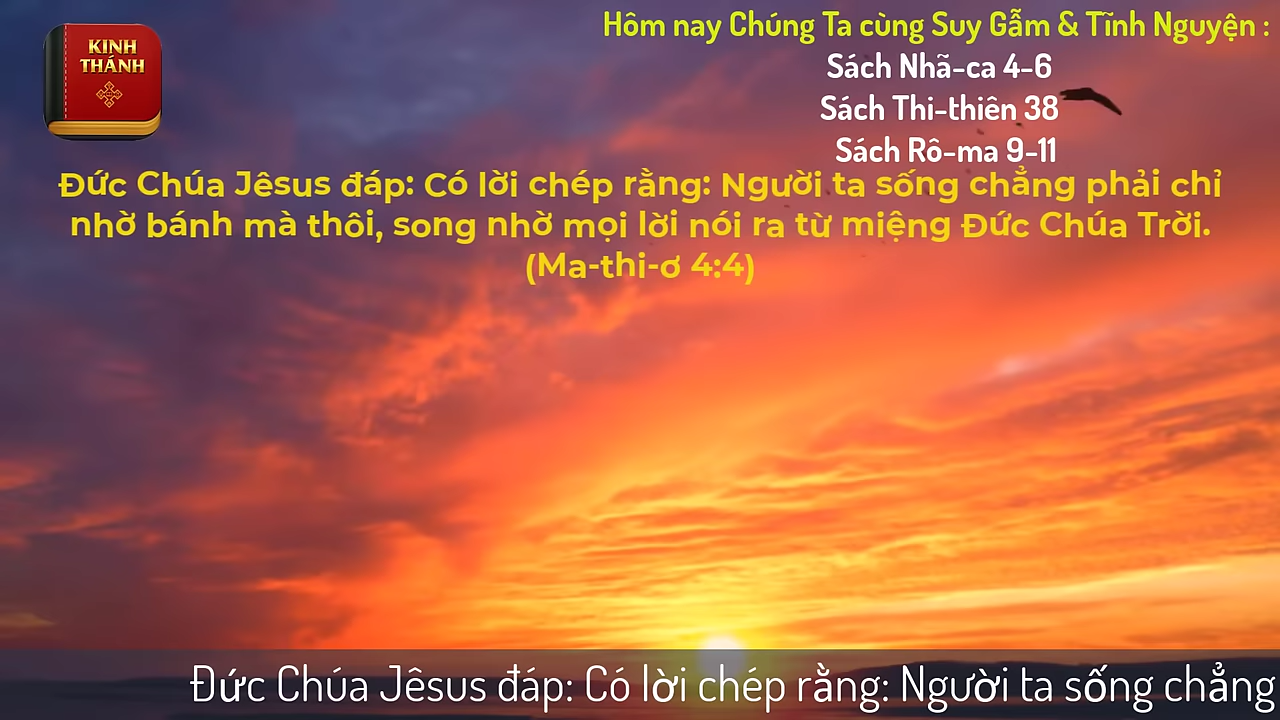 KINH
THÁNH
Hôm nay Chúng Ta cùng Suy Gẫm & Tĩnh Nguyện :
Sách Nhã-ca 4-6
Sách Thi-thiên 38
Sách Rô-ma 9-11
Đức Chúa Jêsus đáp: Có lời chép rằng: Người ta sống chẳng phải chỉ
nhờ bánh mà thôi, song nhờ mọi lời nói ra từ miệng Đức Chúa Trời.
(Ma-thi-ơ 4:4)
Đức Chúa Jêsus đáp: Có lời chép rằng: Người ta sống chẳng